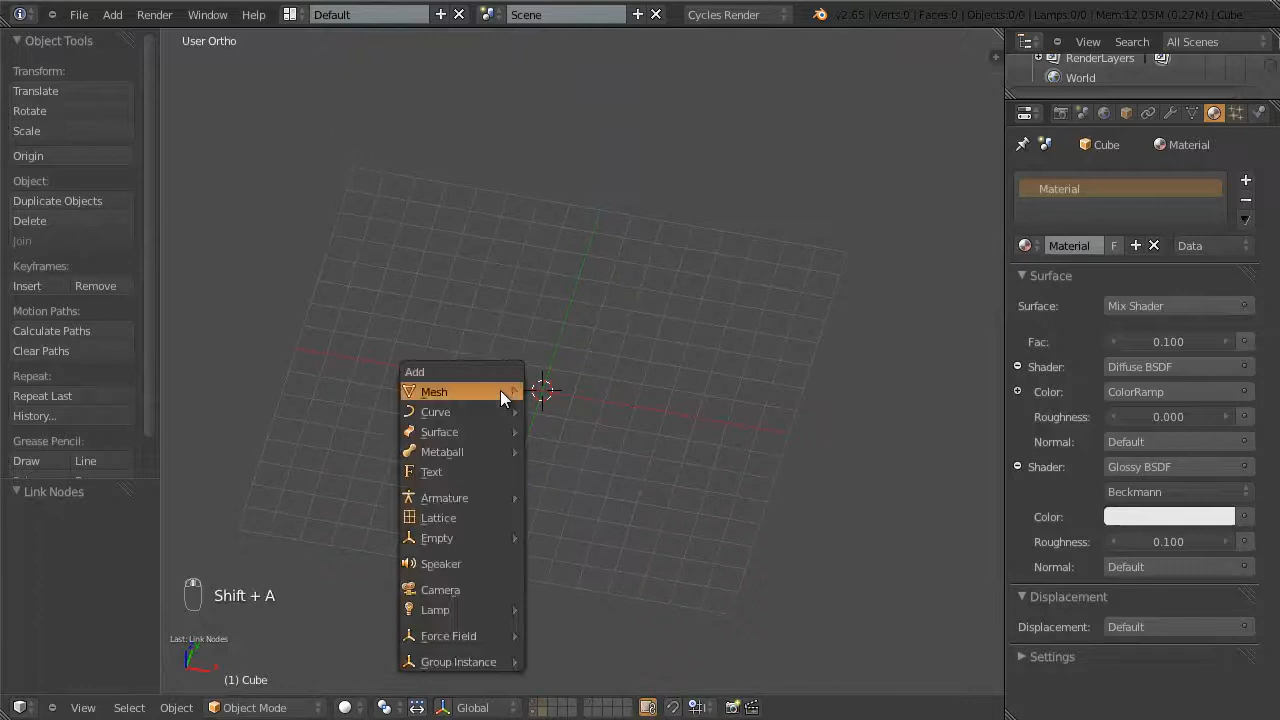 File Add Render Window Help Default Scene Cycles Render 2.65 | Verts:0 | Faces:0 | Objects:0/0 | Lamps:0/0 | Mem:12.05M (0.27M) | Cube
Object Tools
Transform:
Translate
Rotate
Scale
Origin
Object:
Duplicate Objects
Delete
Join
Keyframes:
Insert Remove
Motion Paths:
Calculate Paths
Clear Paths
Repeat:
Repeat Last
History...
Grease Pencil:
Draw Line
Link Nodes
User Ortho
Add
Mesh
Curve
Surface
Metaball
Text
Armature
Lattice
Empty
Speaker
Camera
Lamp
Force Field
Group Instance
Shift + A
Last: Link Nodes
(1) Cube
View Select Object Object Mode Global
View Search All Scenes
RenderLayers
World
Cube Material
Material
Material F Data
Surface
Surface: Mix Shader
Fac: 0.100
Shader: Diffuse BSDF
Color: ColorRamp
Roughness: 0.000
Normal: Default
Shader: Glossy BSDF
Beckmann
Color:
Roughness: 0.100
Normal: Default
Displacement
Displacement: Default
Settings